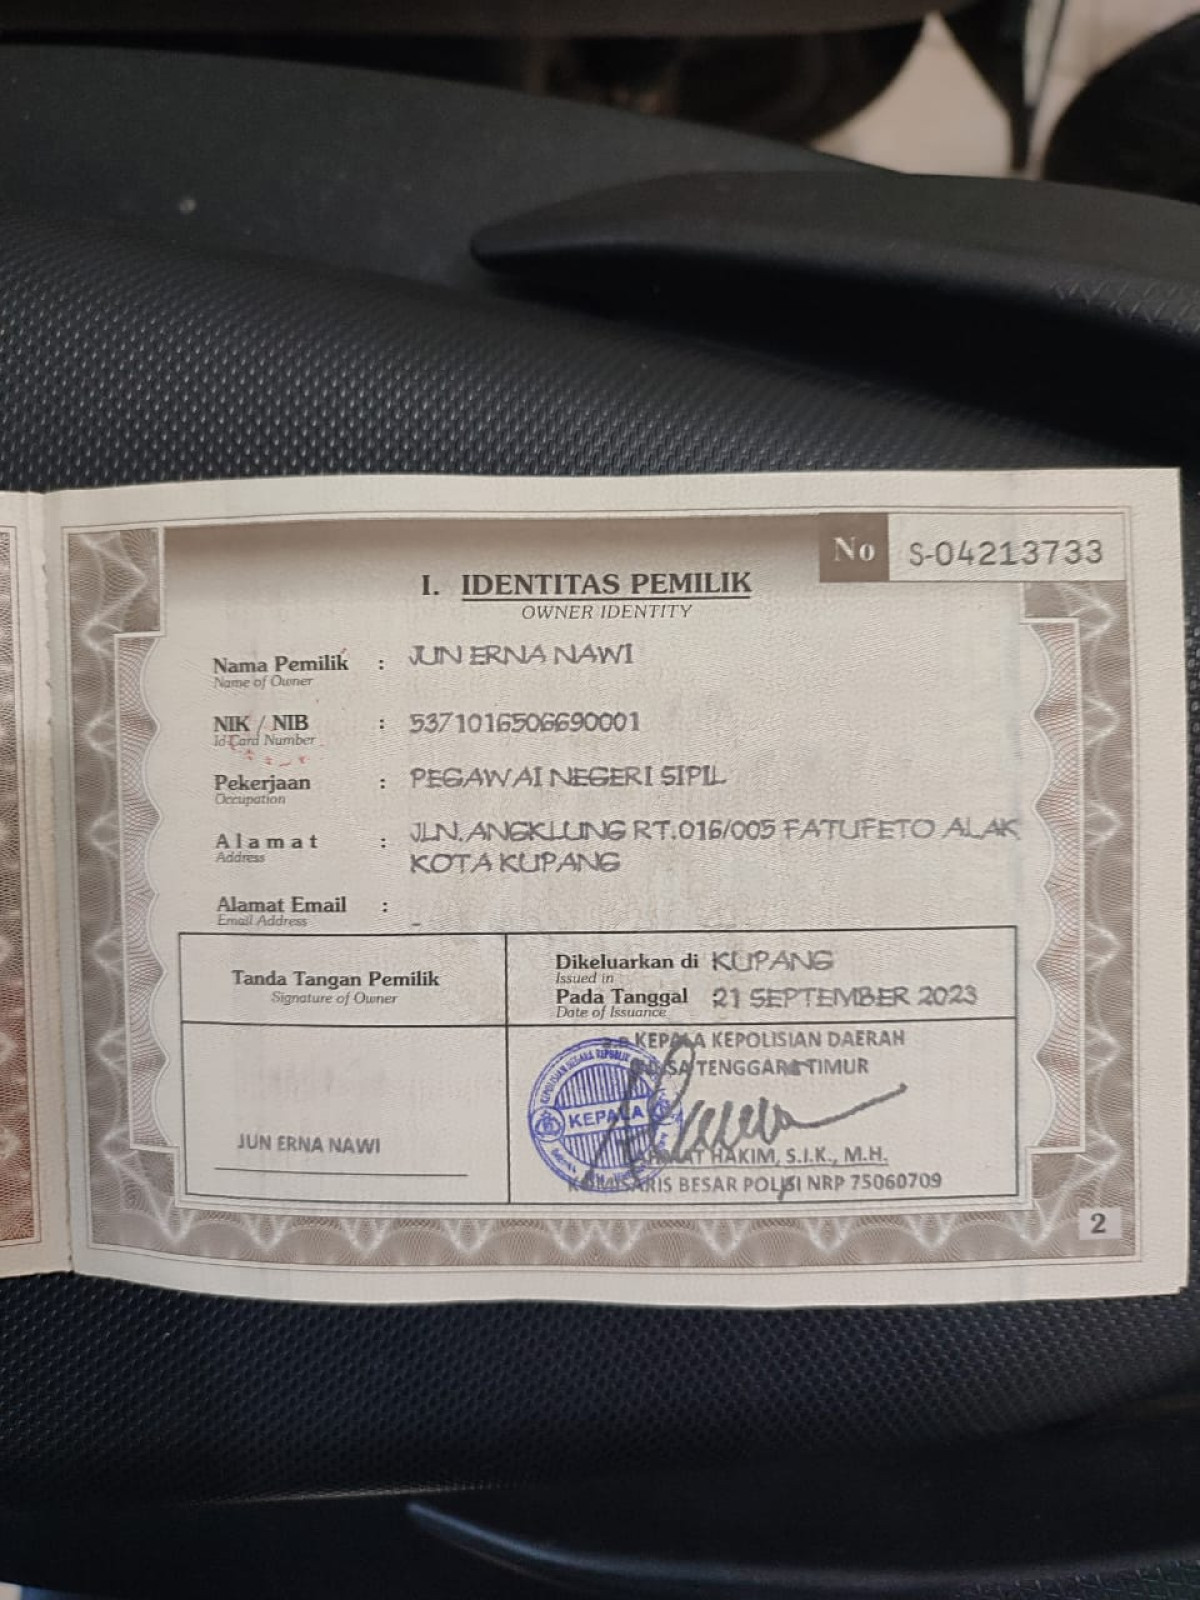 No S-04213733
I. IDENTITAS PEMILIK
OWNER IDENTITY
Nama Pemilik : JUN ERNA NAWI
Name of Owner
NIK / NIB : 5371016506690001
Id Card Number
Pekerjaan : PEGAWAI NEGERI SIPIL
Occupation
Alamat : JLN.ANGKLUNG RT.016/005 FATUFETO ALAK
Address
KOTA KUPANG
Alamat Email : -
Email Address
Tanda Tangan Pemilik
Signature of Owner
Dikeluarkan di KUPANG
Issued in
Pada Tanggal 21 SEPTEMBER 2023
Date of Issuance
KEPALA KEPOLISIAN DAERAH
TENGGARA TIMUR
KEPALA
JUN ERNA NAWI
HAKIM, S.I.K., M.H.
KOMISARIS BESAR POLISI NRP 75060709
2